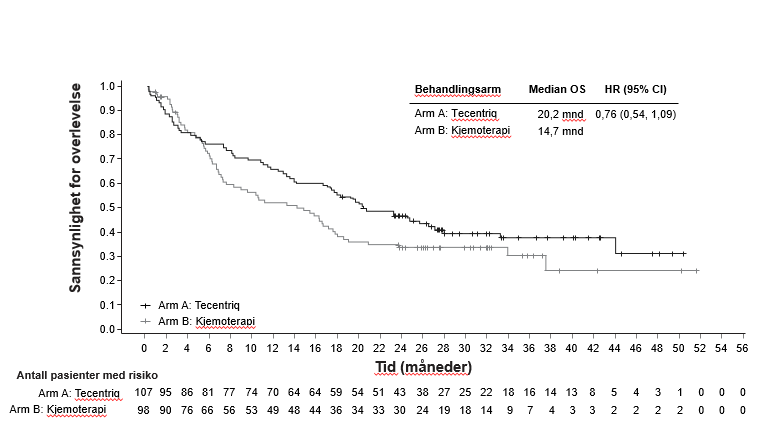 Sannsynlighet for overlevelse
1.0
0.9
0.8
0.7
0.6
0.5
0.4
0.3
0.2
0.1
0.0
Behandlingsarm Median OS HR (95% CI)
Arm A: Tecentriq 20,2 mnd 0,76 (0,54, 1,09)
Arm B: Kjemoterapi 14,7 mnd
Arm A: Tecentriq
Arm B: Kjemoterapi
0 2 4 6 8 10 12 14 16 18 20 22 24 26 28 30 32 34 36 38 40 42 44 46 48 50 52 54 56
Tid (måneder)
Antall pasienter med risiko
Arm A: Tecentriq 107 95 86 81 77 74 70 64 64 59 54 51 43 38 27 25 22 18 16 14 13 8 5 4 3 1 0 0 0
Arm B: Kjemoterapi 98 90 76 66 56 53 49 48 44 36 34 33 30 24 19 18 14 9 7 4 3 3 2 2 2 2 0 0 0